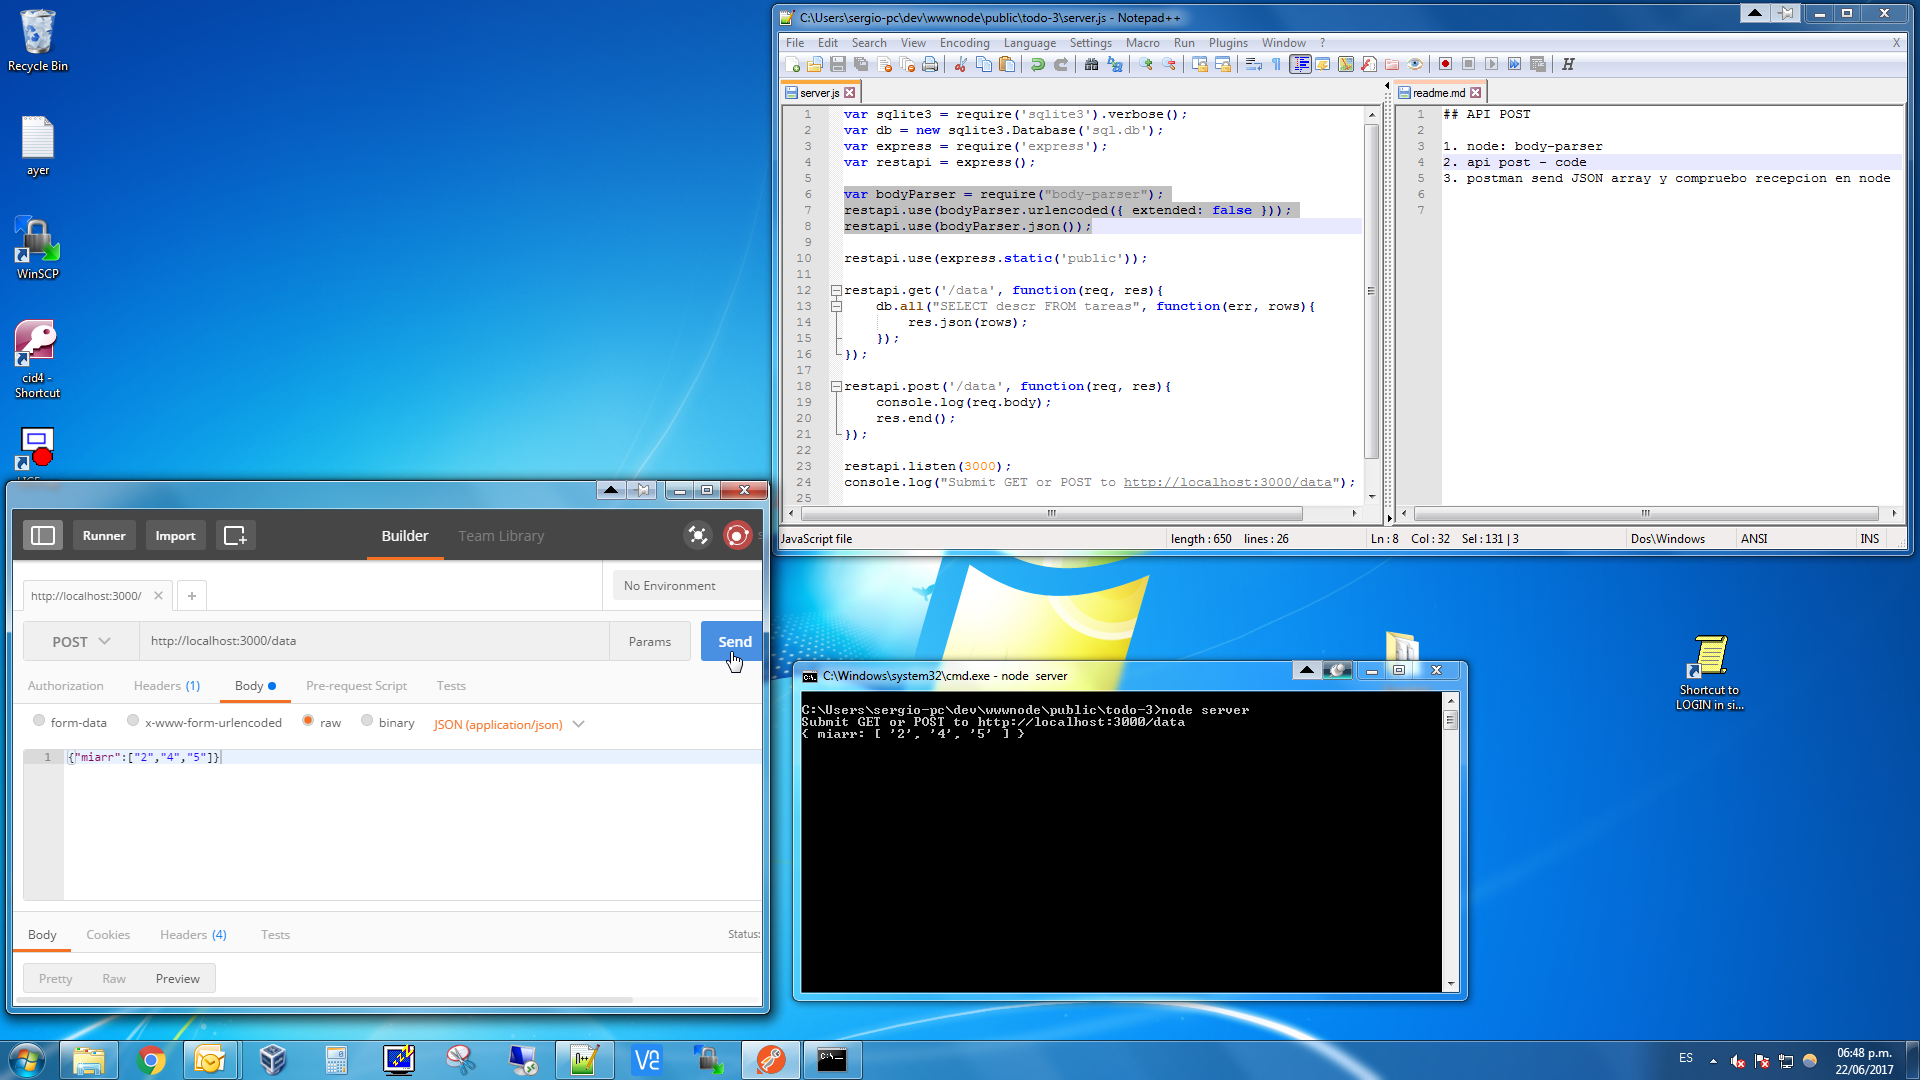 Recycle Bin
ayer
WinSCP
cid4 -
Shortcut
C:\Users\sergio-pc\dev\wwwnode\public\todo-3\server.js - Notepad++
File Edit Search View Encoding Language Settings Macro Run Plugins Window ? X
server.js
1 var sqlite3 = require('sqlite3').verbose();
2 var db = new sqlite3.Database('sql.db');
3 var express = require('express');
4 var restapi = express();
5
6 var bodyParser = require("body-parser");
7 restapi.use(bodyParser.urlencoded({ extended: false }));
8 restapi.use(bodyParser.json());
9
10 restapi.use(express.static('public'));
11
12 restapi.get('/data', function(req, res){
13 db.all("SELECT descr FROM tareas", function(err, rows){
14 res.json(rows);
15 });
16 });
17
18 restapi.post('/data', function(req, res){
19 console.log(req.body);
20 res.end();
21 });
22
23 restapi.listen(3000);
24 console.log("Submit GET or POST to http://localhost:3000/data");
25
readme.md
1 ## API POST
2
3 1. node: body-parser
4 2. api post - code
5 3. postman send JSON array y compruebo recepcion en node
6
7
JavaScript file length : 650 lines : 26 Ln : 8 Col : 32 Sel : 131 | 3 Dos\Windows ANSI INS
Runner Import Builder Team Library
http://localhost:3000/ + No Environment
POST http://localhost:3000/data Params Send
Authorization Headers (1) Body Pre-request Script Tests
form-data x-www-form-urlencoded raw binary JSON (application/json)
1 {"miarr":["2","4","5"]}
Body Cookies Headers (4) Tests Status:
Pretty Raw Preview
C:\Windows\system32\cmd.exe - node server
C:\Users\sergio-pc\dev\wwwnode\public\todo-3>node server
Submit GET or POST to http://localhost:3000/data
{ miarr: [ '2', '4', '5' ] }
Shortcut to
LOGIN in si...
ES
06:48 p.m.
22/06/2017